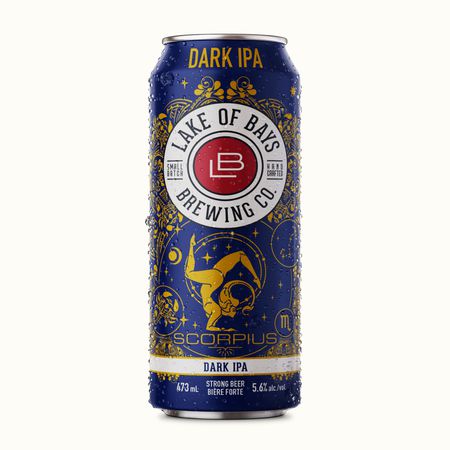 DARK IPA
LAKE OF BAYS
SMALL BATCH
LB
HAND CRAFTED
BREWING CO.
SCORPIUS
DARK IPA
473 mL
STRONG BEER
BIÈRE FORTE
5.6% alc./vol.